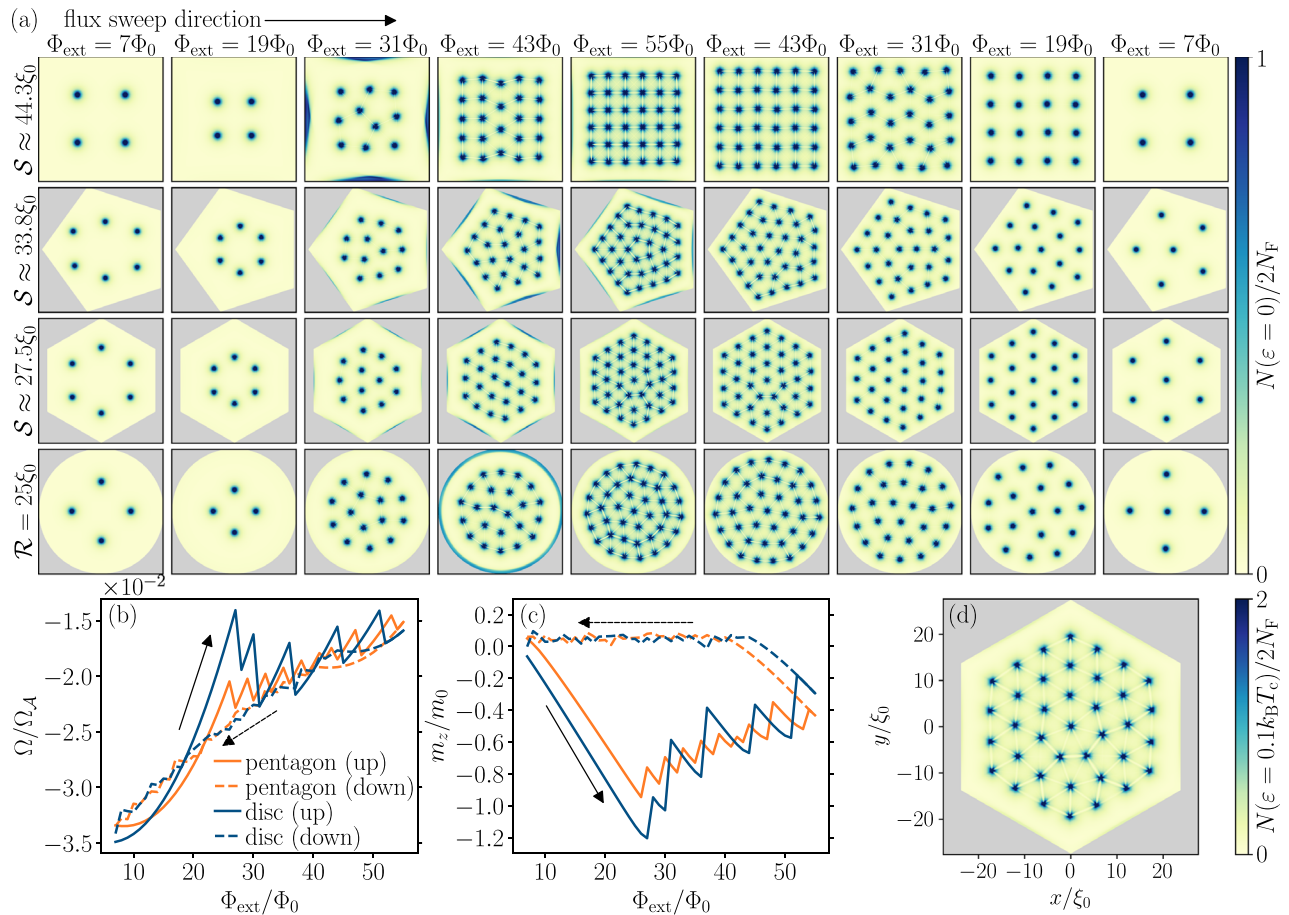 (a) flux sweep direction
Φext = 7Φ0 Φext = 19Φ0 Φext = 31Φ0 Φext = 43Φ0 Φext = 55Φ0 Φext = 43Φ0 Φext = 31Φ0 Φext = 19Φ0 Φext = 7Φ0
S ≈ 44.3ξ0
S ≈ 33.8ξ0
S ≈ 27.5ξ0
R = 25ξ0
1
N(ε = 0)/2NF
0
×10−2
(b)
−1.5
−2.0
−2.5
−3.0
−3.5
Ω/ΩA
pentagon (up)
pentagon (down)
disc (up)
disc (down)
10 20 30 40 50
Φext/Φ0
(c)
0.2
0.0
−0.2
−0.4
−0.6
−0.8
−1.0
−1.2
mz/m0
10 20 30 40 50
Φext/Φ0
(d)
20
10
0
−10
−20
y/ξ0
−20 −10 0 10 20
x/ξ0
2
N(ε = 0.1kBTc)/2NF
0